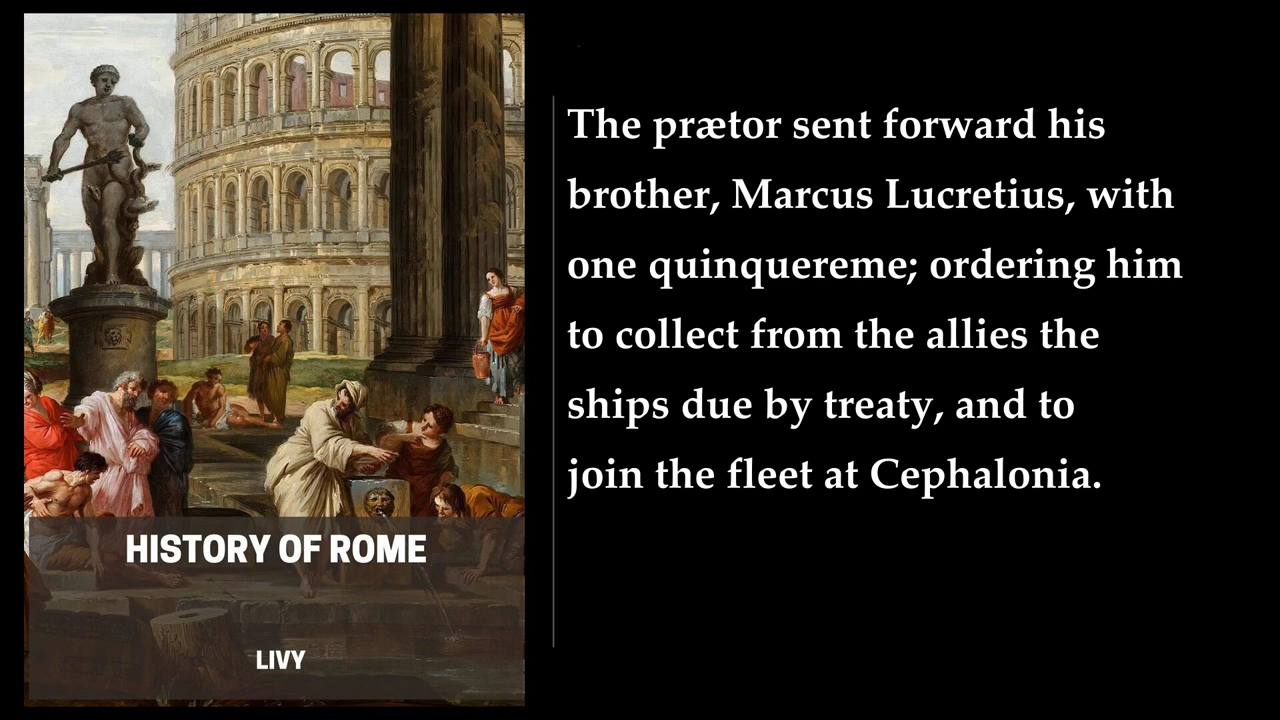 HISTORY OF ROME
LIVY
The prætor sent forward his
brother, Marcus Lucretius, with
one quinquereme; ordering him
to collect from the allies the
ships due by treaty, and to
join the fleet at Cephalonia.